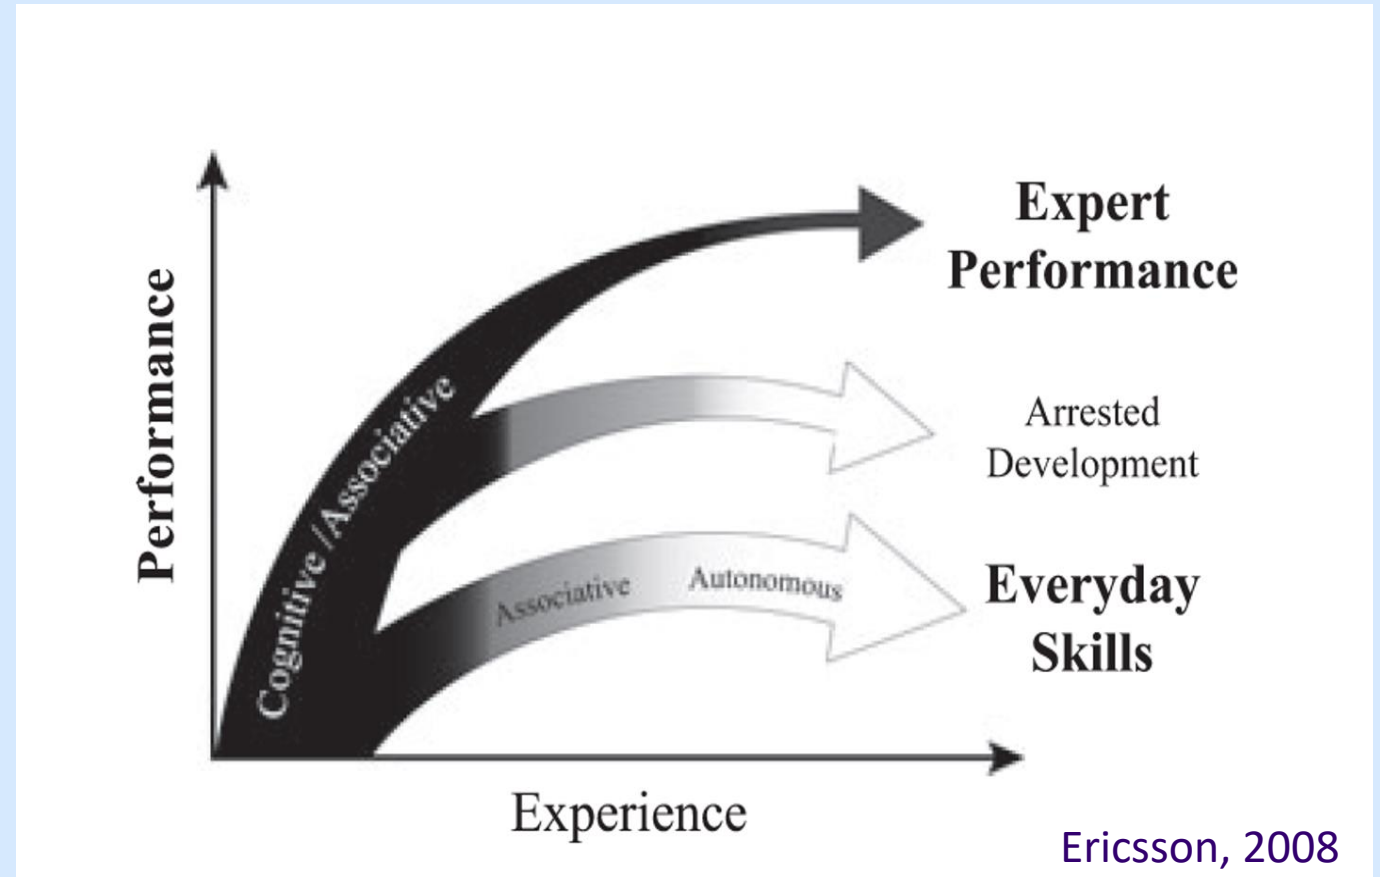 Expert
Performance
Performance
Cognitive /Associative
Arrested
Development
Associative
Autonomous
Everyday
Skills
Experience
Ericsson, 2008